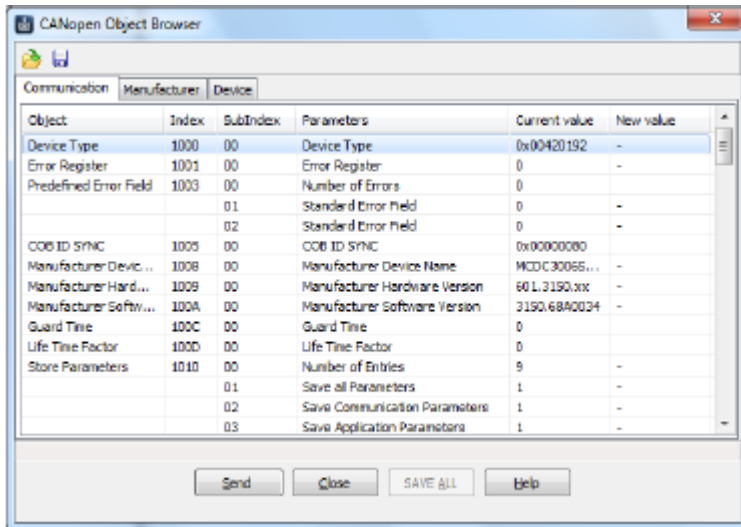 CANopen Object Browser
Communication Manufacturer Device
Object Index SubIndex Parameters Current value New value
Device Type 1000 00 Device Type 0x00420192 -
Error Register 1001 00 Error Register 0 -
Predefined Error Field 1003 00 Number of Errors 0
01 Standard Error Field 0 -
02 Standard Error Field 0 -
COB ID SYNC 1005 00 COB ID SYNC 0x00000080
Manufacturer Devic... 1008 00 Manufacturer Device Name MCDC3006S... -
Manufacturer Hard... 1009 00 Manufacturer Hardware Version 601.3150.xx -
Manufacturer Softw... 100A 00 Manufacturer Software Version 3150.68A0034 -
Guard Time 100C 00 Guard Time 0
Life Time Factor 100D 00 Life Time Factor 0
Store Parameters 1010 00 Number of Entries 9 -
01 Save all Parameters 1 -
02 Save Communication Parameters 1 -
03 Save Application Parameters 1 -
Send Close SAVE ALL Help